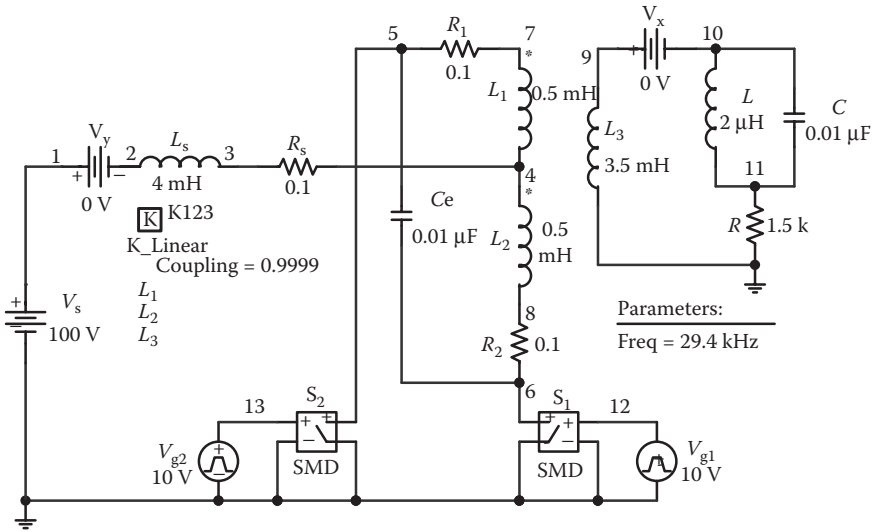 5
R1
0.1
7
*
L1
0.5 mH
9
Vx
+
0 V
10
L
2 µH
C
0.01 µF
L3
3.5 mH
11
R
1.5 k
1
Vy
+
−
0 V
2
Ls
4 mH
3
Rs
0.1
4
*
Ce
0.01 µF
L2
0.5
mH
8
R2
0.1
6
K
K123
K_Linear
Coupling = 0.9999
L1
L2
L3
+
−
Vs
100 V
Parameters:
Freq = 29.4 kHz
13
S2
+
+
−
SMD
+
−
Vg2
10 V
S1
+
+
−
SMD
12
Vg1
10 V